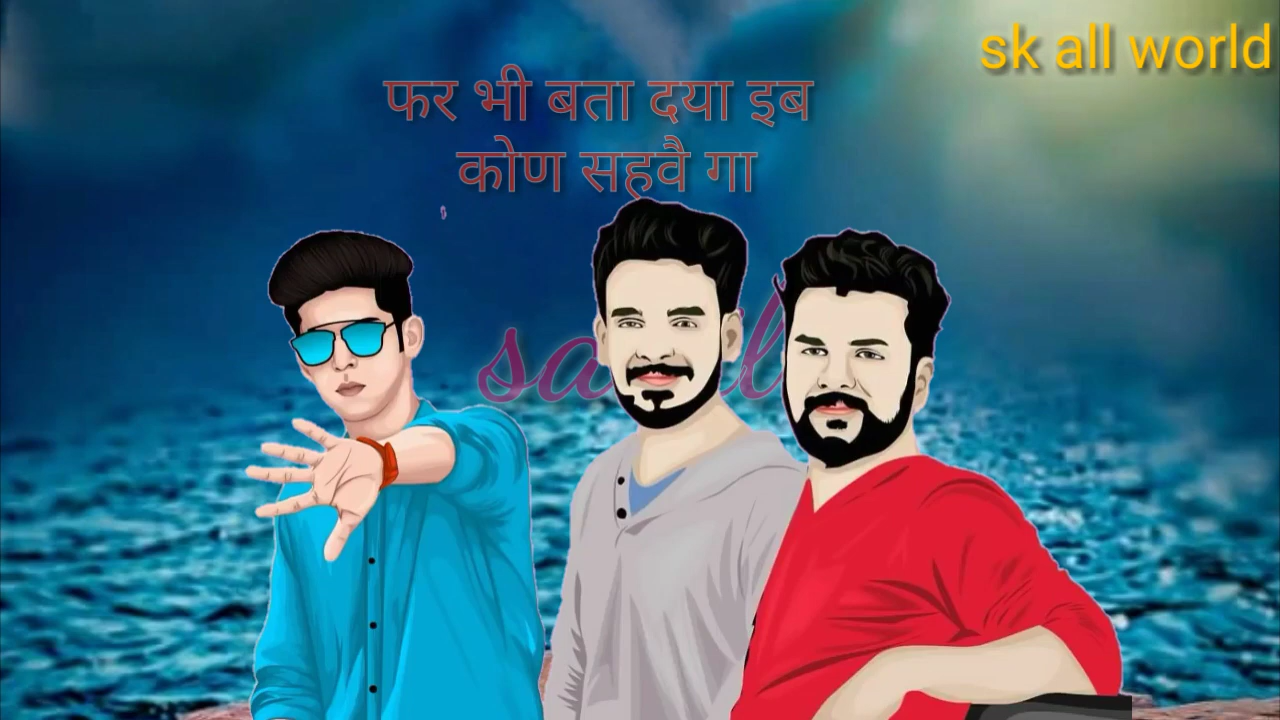 sk all world
फर भी बता दया इब
कोण सहवै गा